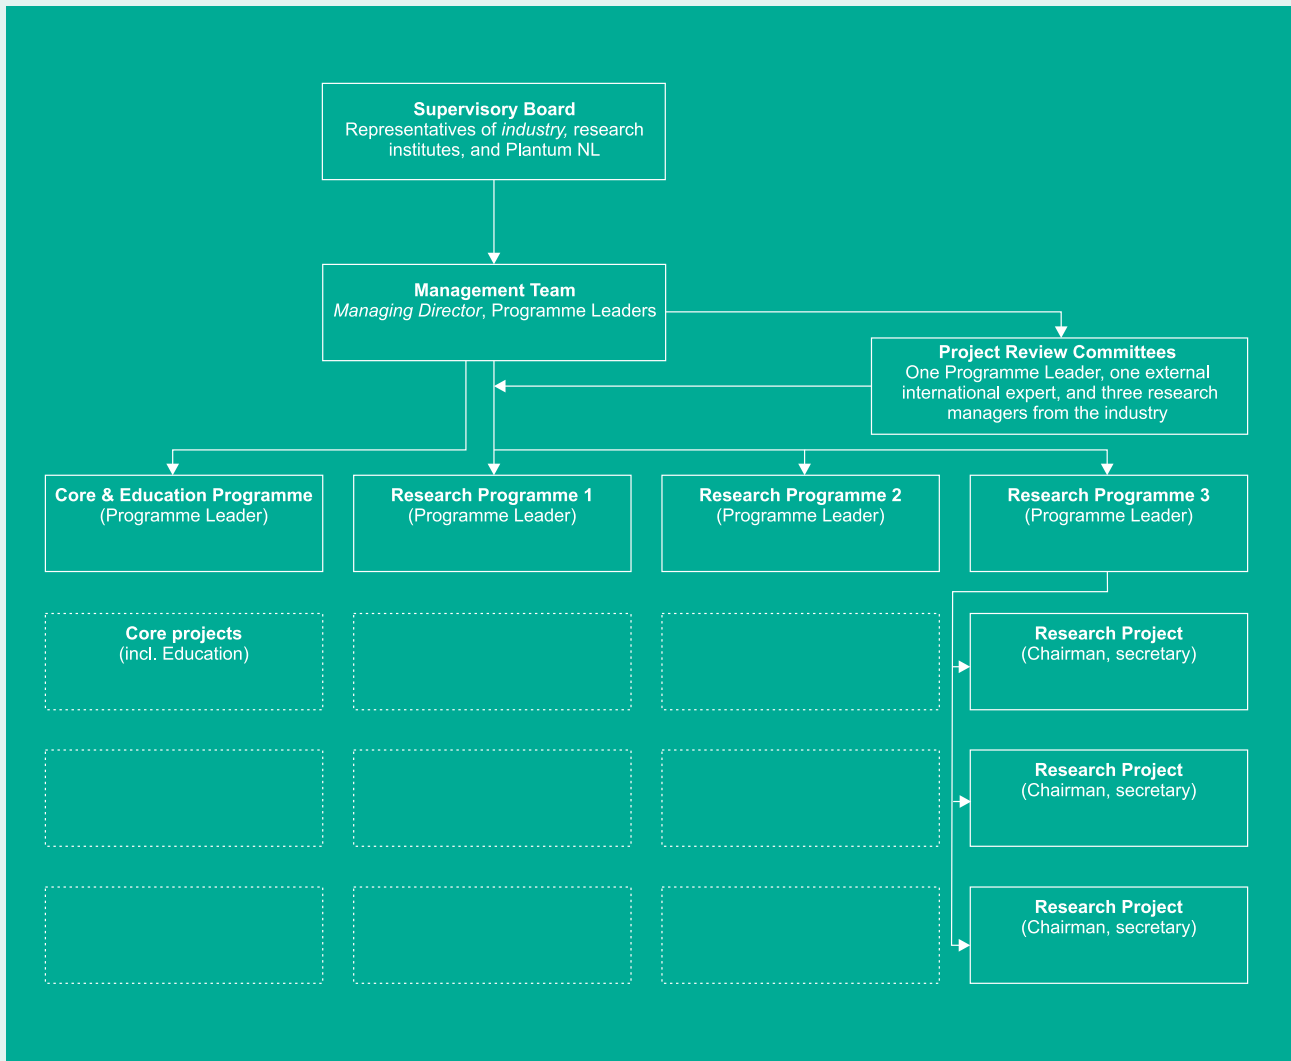 Supervisory Board
Representatives of industry, research
institutes, and Plantum NL
Management Team
Managing Director, Programme Leaders
Project Review Committees
One Programme Leader, one external
international expert, and three research
managers from the industry
Core & Education Programme
(Programme Leader)
Research Programme 1
(Programme Leader)
Research Programme 2
(Programme Leader)
Research Programme 3
(Programme Leader)
Core projects
(incl. Education)
Research Project
(Chairman, secretary)
Research Project
(Chairman, secretary)
Research Project
(Chairman, secretary)